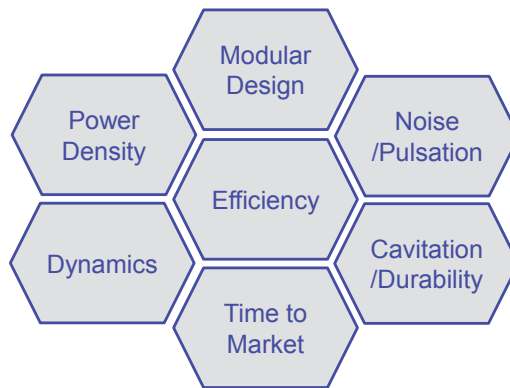 Modular
Design
Power
Density
Noise
/Pulsation
Efficiency
Dynamics
Cavitation
/Durability
Time to
Market